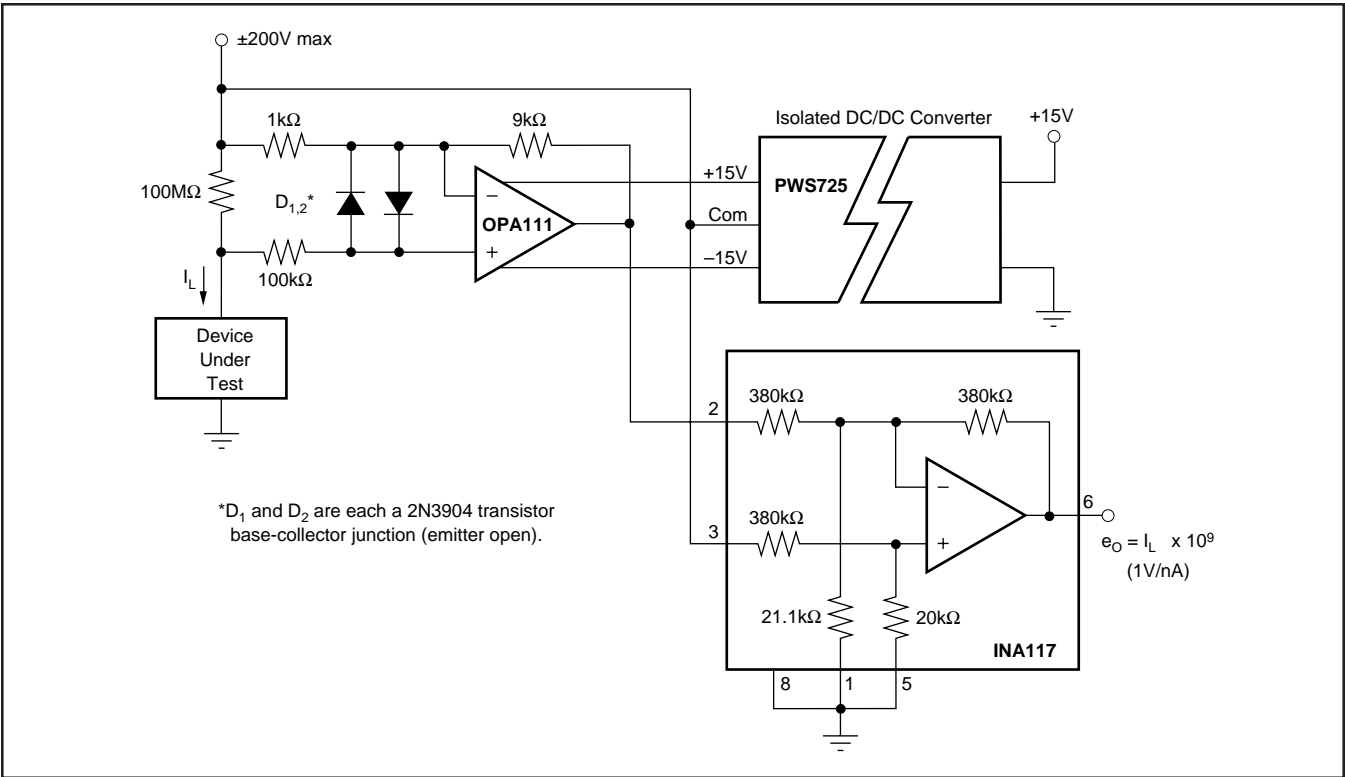 ±200V max
1kΩ
9kΩ
Isolated DC/DC Converter
+15V
100MΩ
D1,2*
−
OPA111
+
+15V
Com
–15V
PWS725
IL
100kΩ
Device
Under
Test
2
380kΩ
380kΩ
−
*D1 and D2 are each a 2N3904 transistor
base-collector junction (emitter open).
3
380kΩ
+
6
eO = IL x 10⁹
(1V/nA)
21.1kΩ
20kΩ
INA117
8
1
5